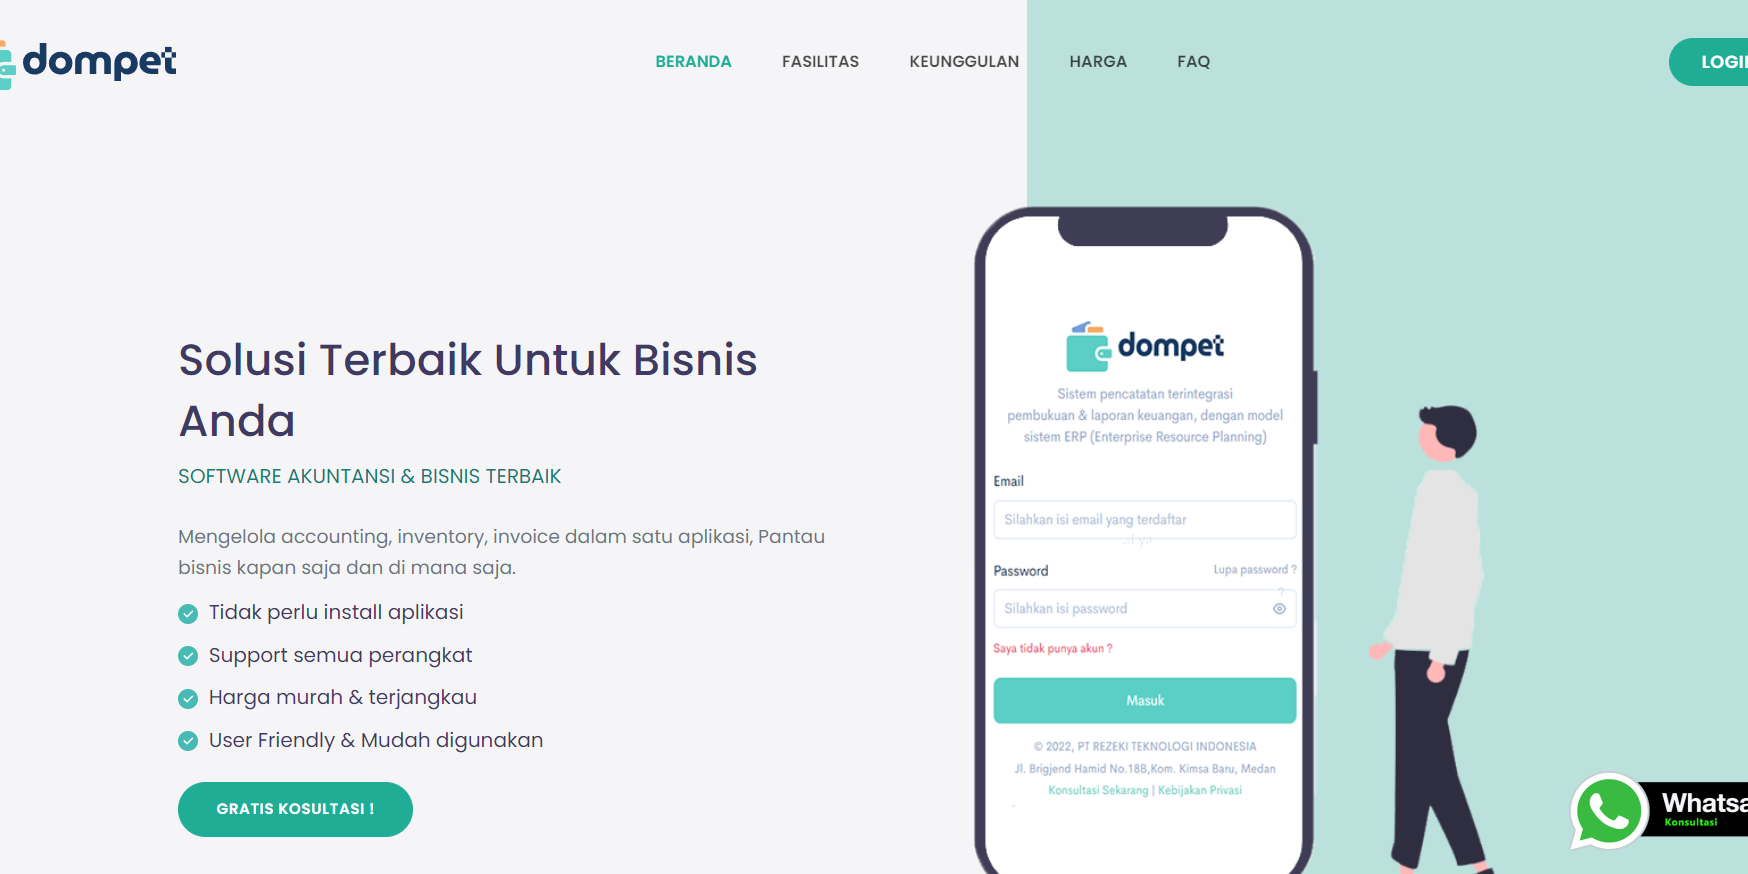 dompet
BERANDA
FASILITAS
KEUNGGULAN
HARGA
FAQ
Solusi Terbaik Untuk Bisnis
Anda
SOFTWARE AKUNTANSI & BISNIS TERBAIK
Mengelola accounting, inventory, invoice dalam satu aplikasi, Pantau
bisnis kapan saja dan di mana saja.
Tidak perlu install aplikasi
Support semua perangkat
Harga murah & terjangkau
User Friendly & Mudah digunakan
GRATIS KOSULTASI !
dompet
Sistem pencatatan terintegrasi
pembukuan & laporan keuangan, dengan model
sistem ERP (Enterprise Resource Planning)
Email
Silahkan isi email yang terdaftar
Password
Lupa password ?
Silahkan isi password
Saya tidak punya akun ?
Masuk
© 2022, PT REZEKI TEKNOLOGI INDONESIA
Jl. Brigjend Hamid No.18B,Kom. Kimsa Baru, Medan
Konsultasi Sekarang | Kebijakan Privasi
Konsultasi